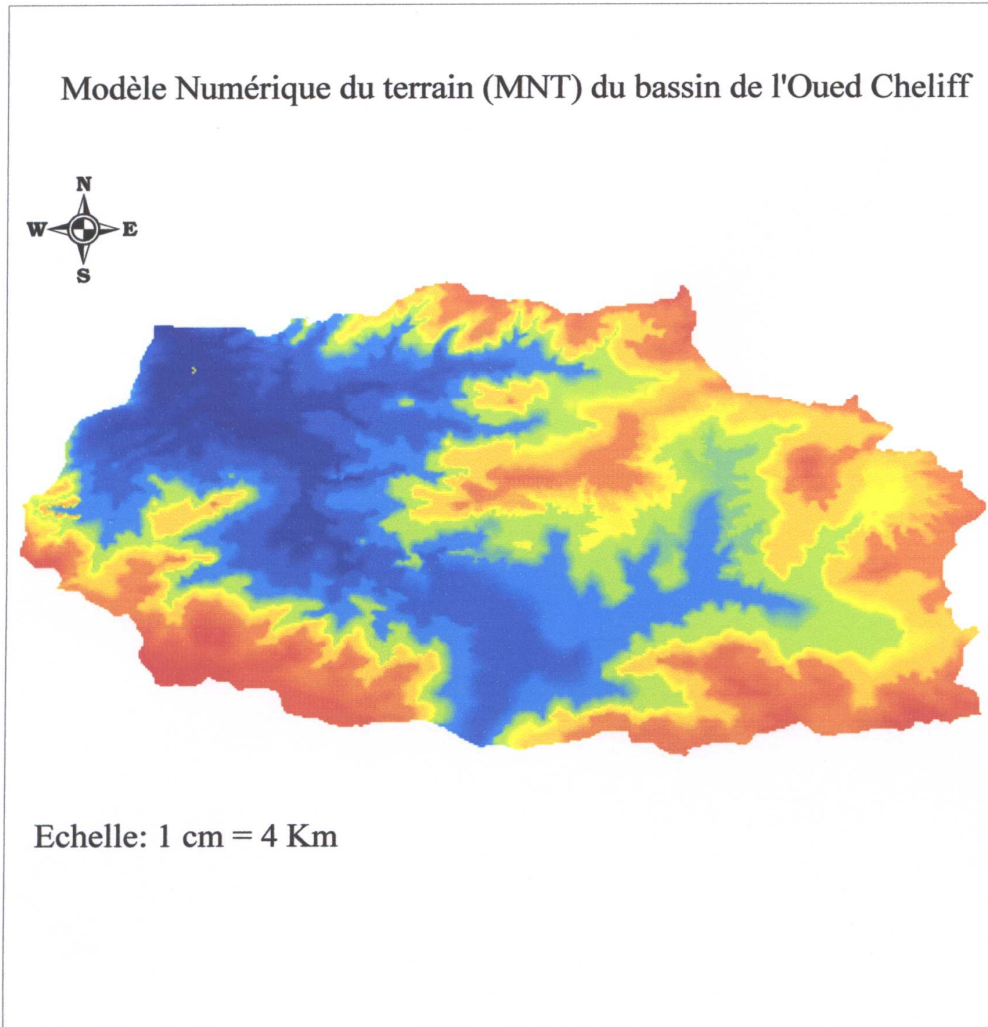 Modèle Numérique du terrain (MNT) du bassin de l'Oued Cheliff
N
W E
S
Echelle: 1 cm = 4 Km